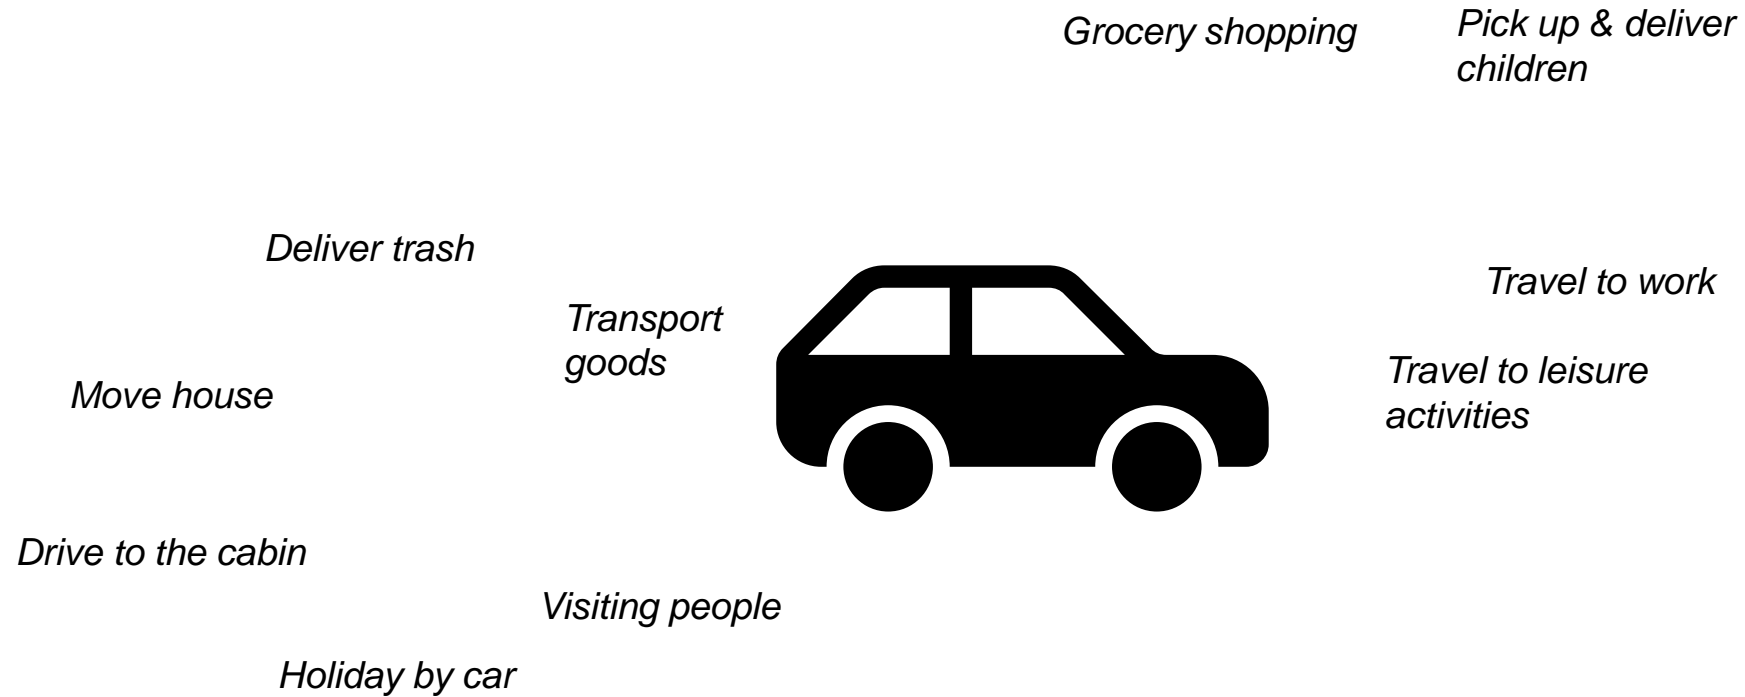 Grocery shopping
Pick up & deliver
children
Deliver trash
Transport
goods
Travel to work
Move house
Travel to leisure
activities
Drive to the cabin
Visiting people
Holiday by car